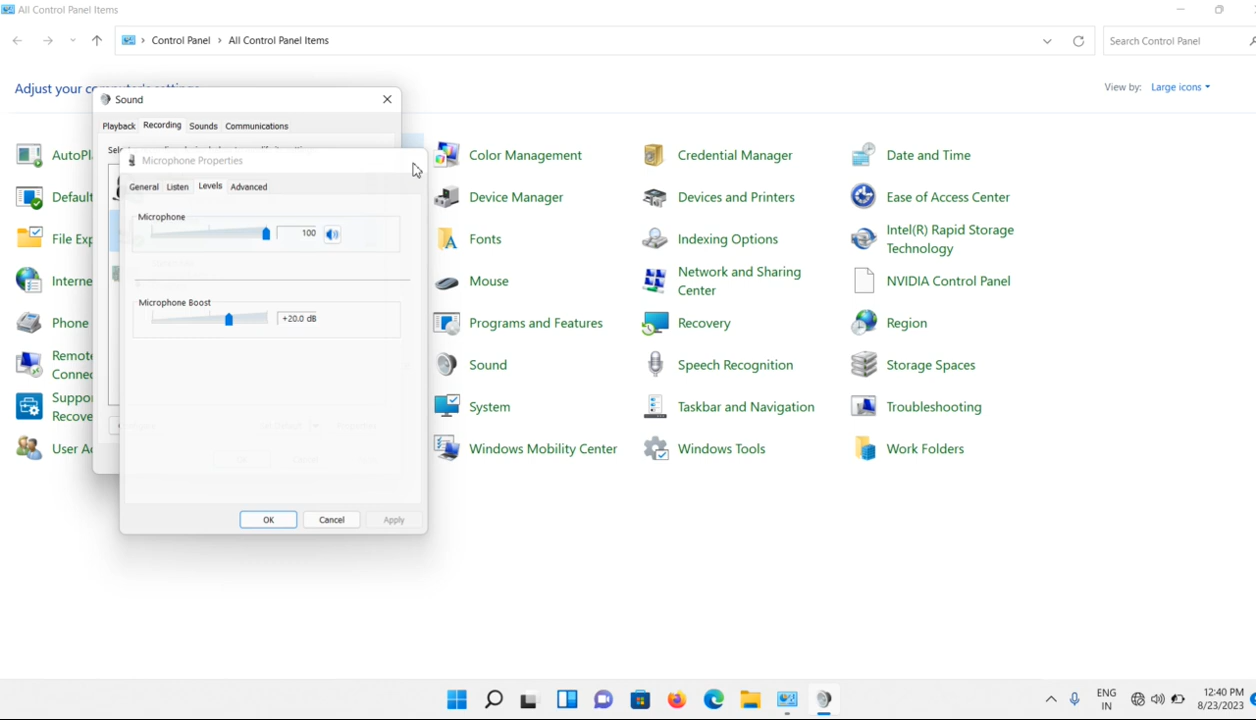 All Control Panel Items
Control Panel > All Control Panel Items
Search Control Panel
Adjust your
View by: Large icons
Sound
Playback Recording Sounds Communications
Microphone Properties
General Listen Levels Advanced
Microphone
100
Microphone Boost
+20.0 dB
OK Cancel Apply
AutoPl
Color Management
Credential Manager
Date and Time
Default
Device Manager
Devices and Printers
Ease of Access Center
File Exp
Fonts
Indexing Options
Intel(R) Rapid Storage
Technology
Interne
Mouse
Network and Sharing
Center
NVIDIA Control Panel
Phone
Programs and Features
Recovery
Region
Remote
Connec
Sound
Speech Recognition
Storage Spaces
Recove
System
Taskbar and Navigation
Troubleshooting
User A
Windows Mobility Center
Windows Tools
Work Folders
ENG
IN
12:40 PM
8/23/2023